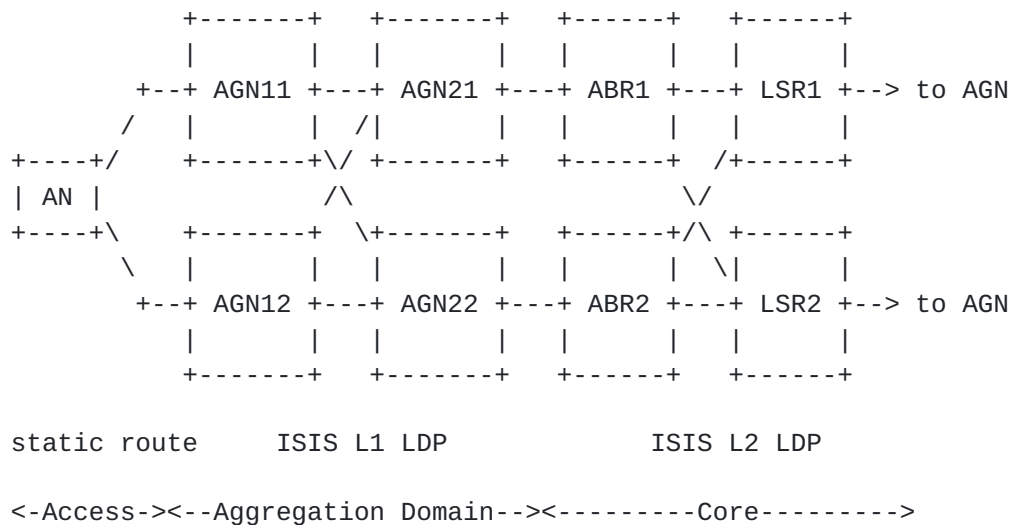 AGN11 AGN21 ABR1 LSR1 --> to AGN
AN
AGN12 AGN22 ABR2 LSR2 --> to AGN
static route ISIS L1 LDP ISIS L2 LDP
<-Access-><--Aggregation Domain--><---------Core--------->